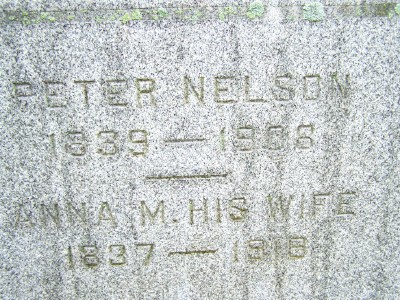 PETER NELSON
1839 — 1908
ANNA M. HIS WIFE
1837 — 1918